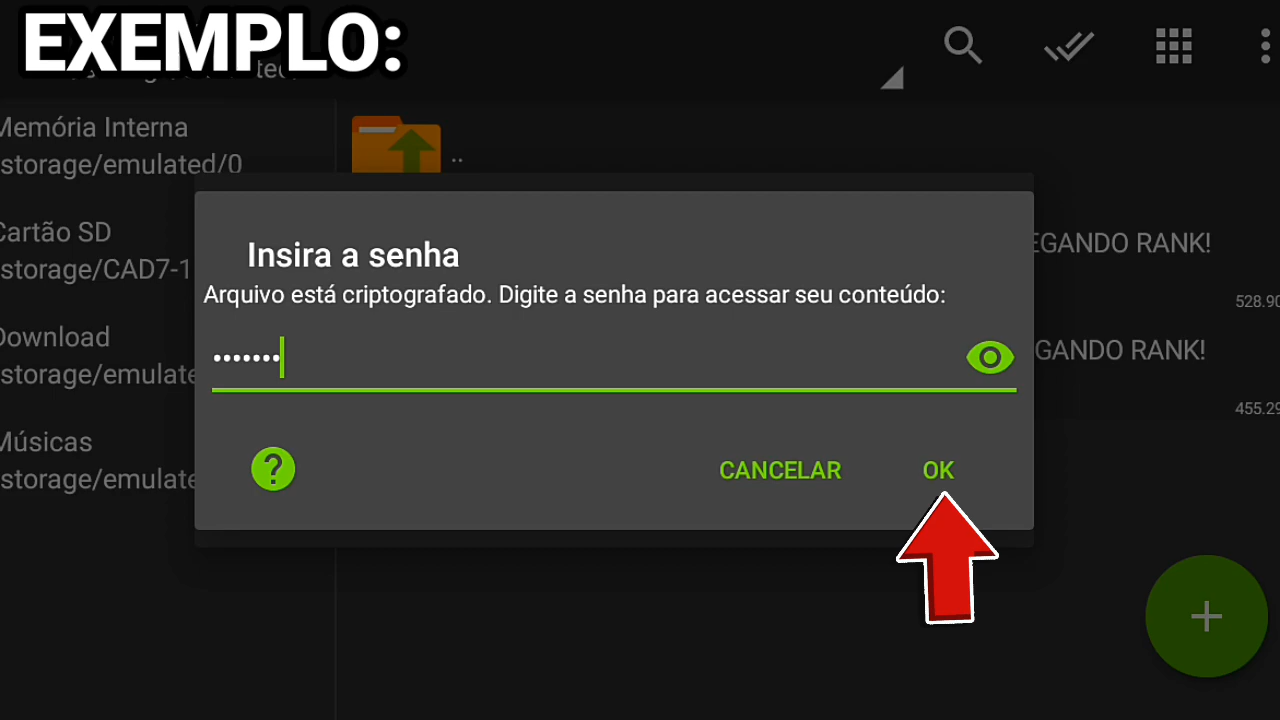 EXEMPLO:
Memória Interna
storage/emulated/0
Cartão SD
storage/CAD7-1
Download
storage/emulate
Músicas
storage/emulate
..
EGANDO RANK!
528.90
GANDO RANK!
455.29
Insira a senha
Arquivo está criptografado. Digite a senha para acessar seu conteúdo:
•••••••
?
CANCELAR
OK